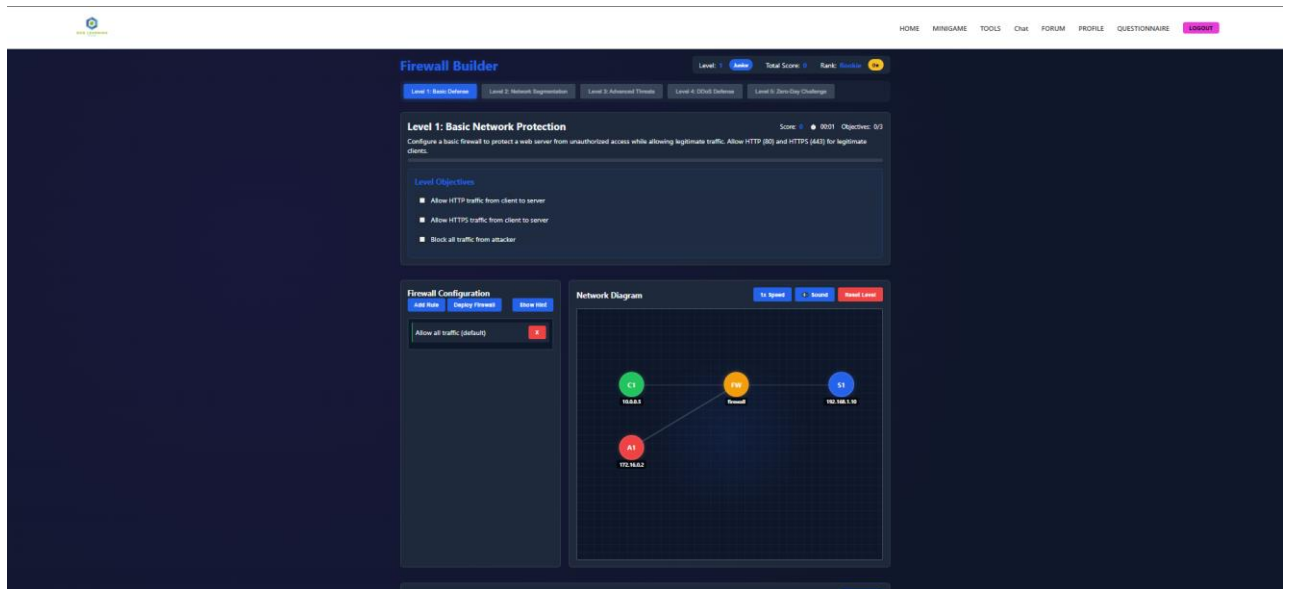 HOME MINIGAME TOOLS Chat FORUM PROFILE QUESTIONNAIRE LOGOUT
Firewall Builder
Level: 1 Junior Total Score: 0 Rank: Rookie
Level 1: Basic Defense Level 2: Network Segmentation Level 3: Advanced Threats Level 4: DDoS Defense Level 5: Zero-Day Challenge
Level 1: Basic Network Protection
Score: 0 00:01 Objectives: 0/3
Configure a basic firewall to protect a web server from unauthorized access while allowing legitimate traffic. Allow HTTP (80) and HTTPS (443) for legitimate
clients.
Level Objectives
Allow HTTP traffic from client to server
Allow HTTPS traffic from client to server
Block all traffic from attacker
Firewall Configuration
Add Rule Deploy Firewall Show Hint
Allow all traffic (default) X
Network Diagram
1x Speed Sound Reset Level
C1
10.0.0.5
FW
firewall
S1
192.168.1.10
A1
172.16.0.2